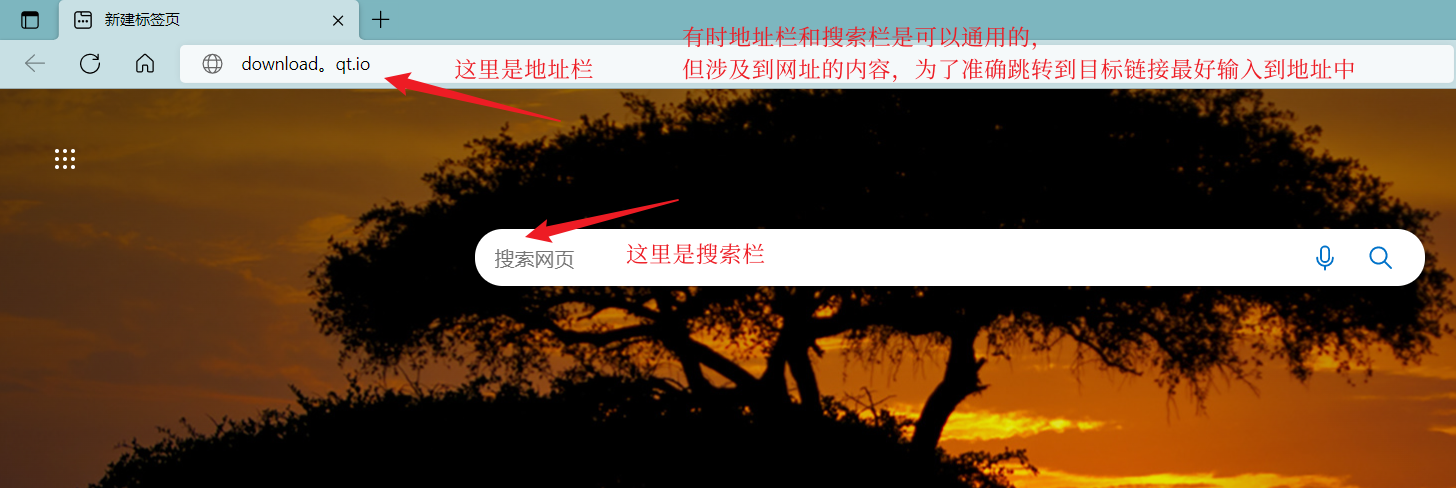 新建标签页
有时地址栏和搜索栏是可以通用的，
download。qt.io
这里是地址栏
但涉及到网址的内容，为了准确跳转到目标链接最好输入到地址中
搜索网页
这里是搜索栏